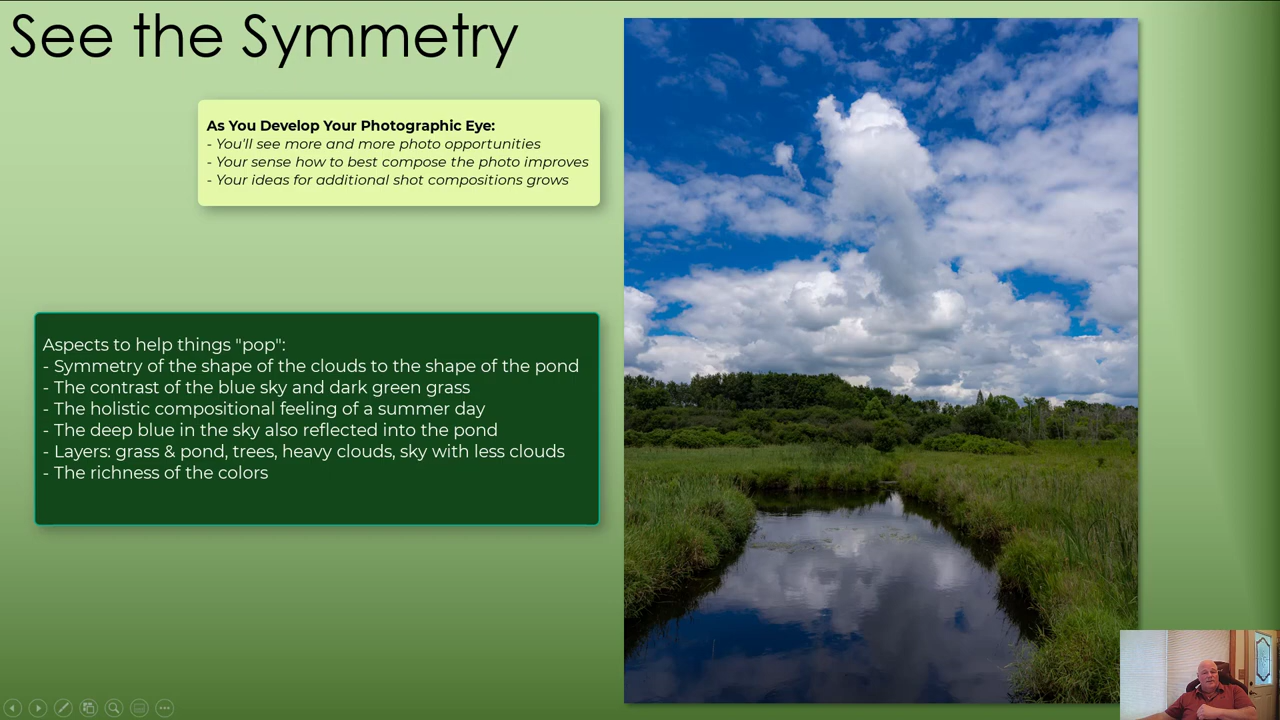 See the Symmetry
As You Develop Your Photographic Eye:
- You'll see more and more photo opportunities
- Your sense how to best compose the photo improves
- Your ideas for additional shot compositions grows
Aspects to help things "pop":
- Symmetry of the shape of the clouds to the shape of the pond
- The contrast of the blue sky and dark green grass
- The holistic compositional feeling of a summer day
- The deep blue in the sky also reflected into the pond
- Layers: grass & pond, trees, heavy clouds, sky with less clouds
- The richness of the colors